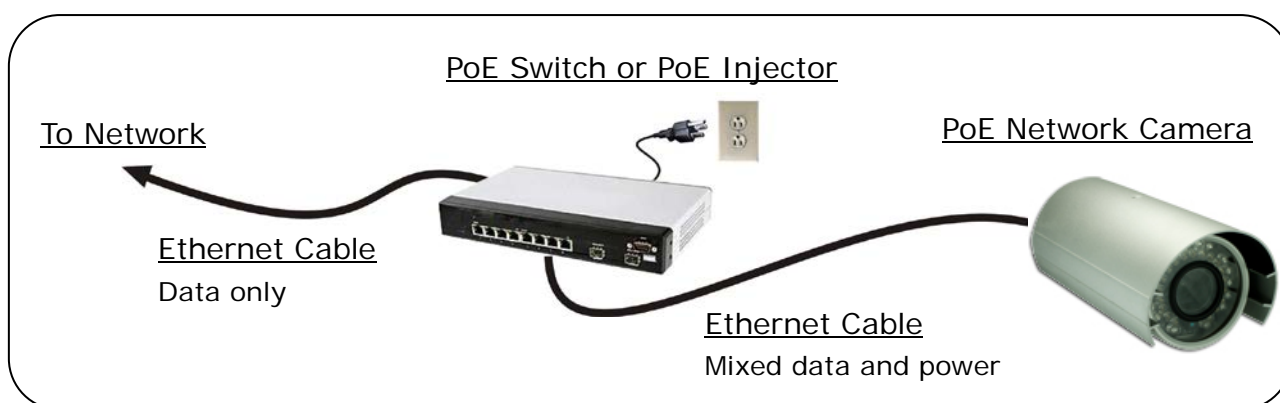 PoE Switch or PoE Injector
To Network
PoE Network Camera
Ethernet Cable
Data only
Ethernet Cable
Mixed data and power